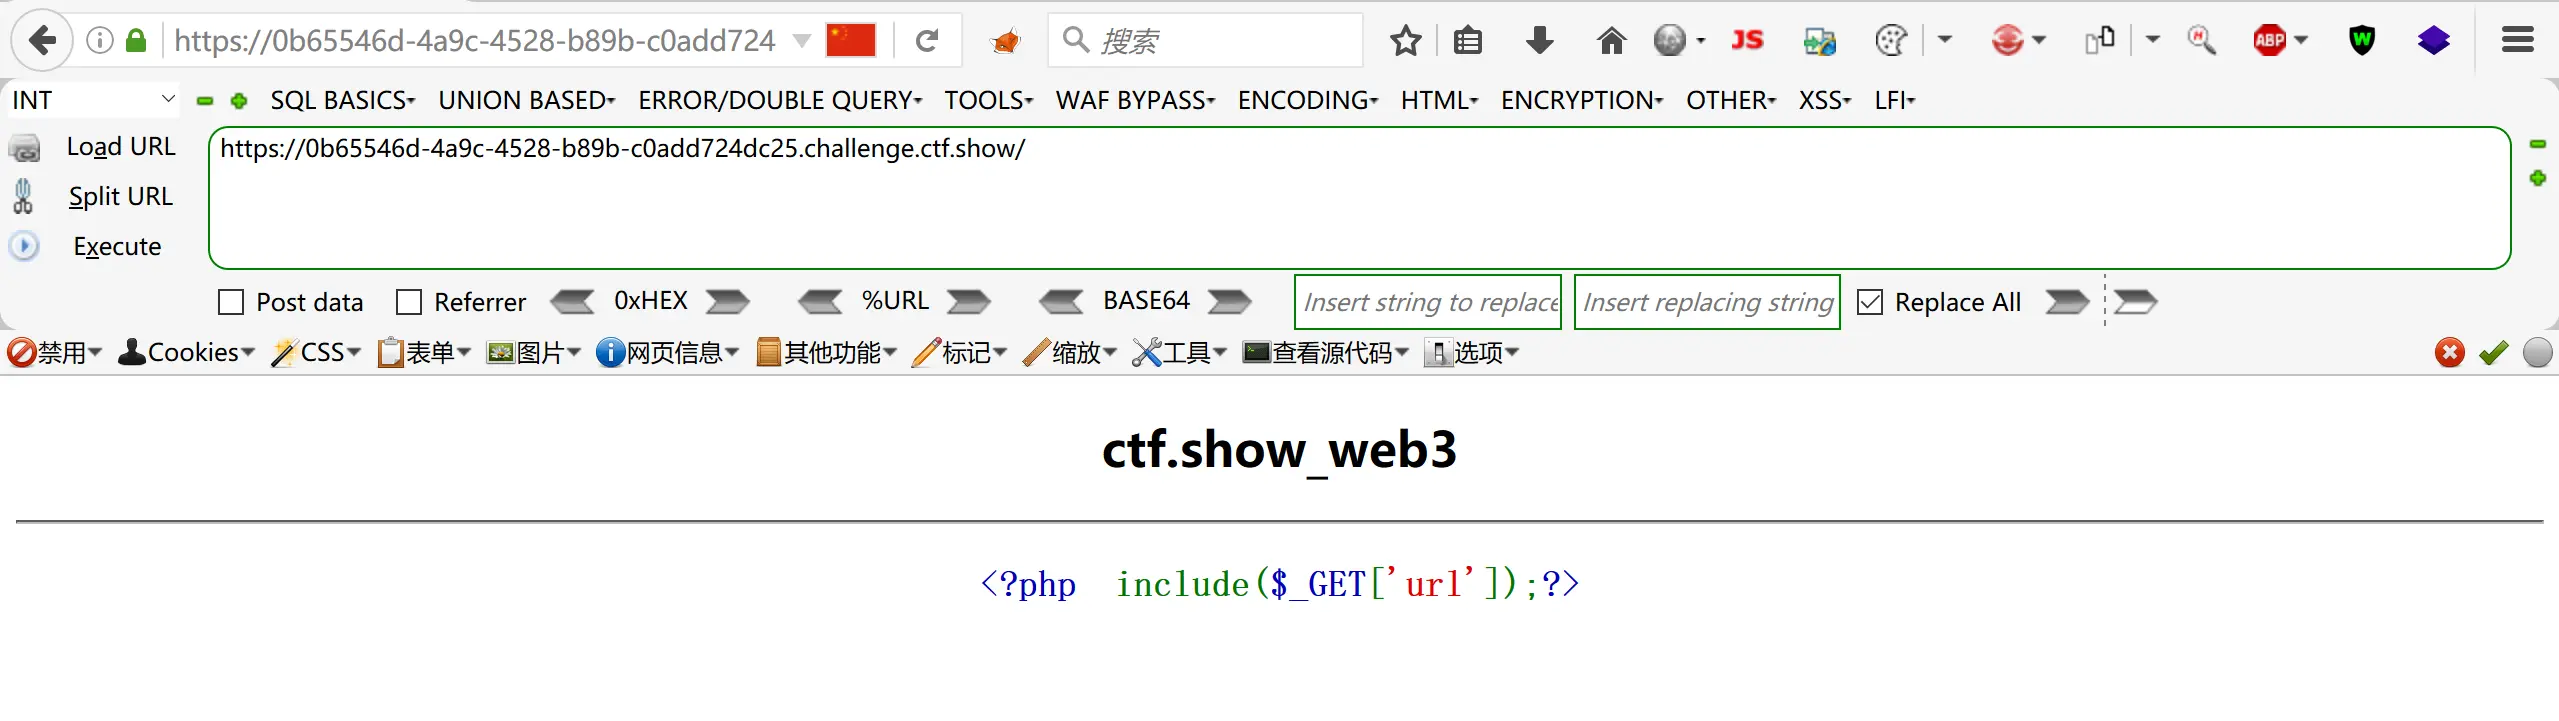 https://0b65546d-4a9c-4528-b89b-c0add724
搜索
JS
ABP
W
INT
SQL BASICS
UNION BASED
ERROR/DOUBLE QUERY
TOOLS
WAF BYPASS
ENCODING
HTML
ENCRYPTION
OTHER
XSS
LFI
Load URL
https://0b65546d-4a9c-4528-b89b-c0add724dc25.challenge.ctf.show/
Split URL
Execute
Post data
Referrer
0xHEX
%URL
BASE64
Insert string to replace
Insert replacing string
Replace All
禁用
Cookies
CSS
表单
图片
网页信息
其他功能
标记
缩放
工具
查看源代码
选项
ctf.show_web3
<?php  include($_GET['url']);?>